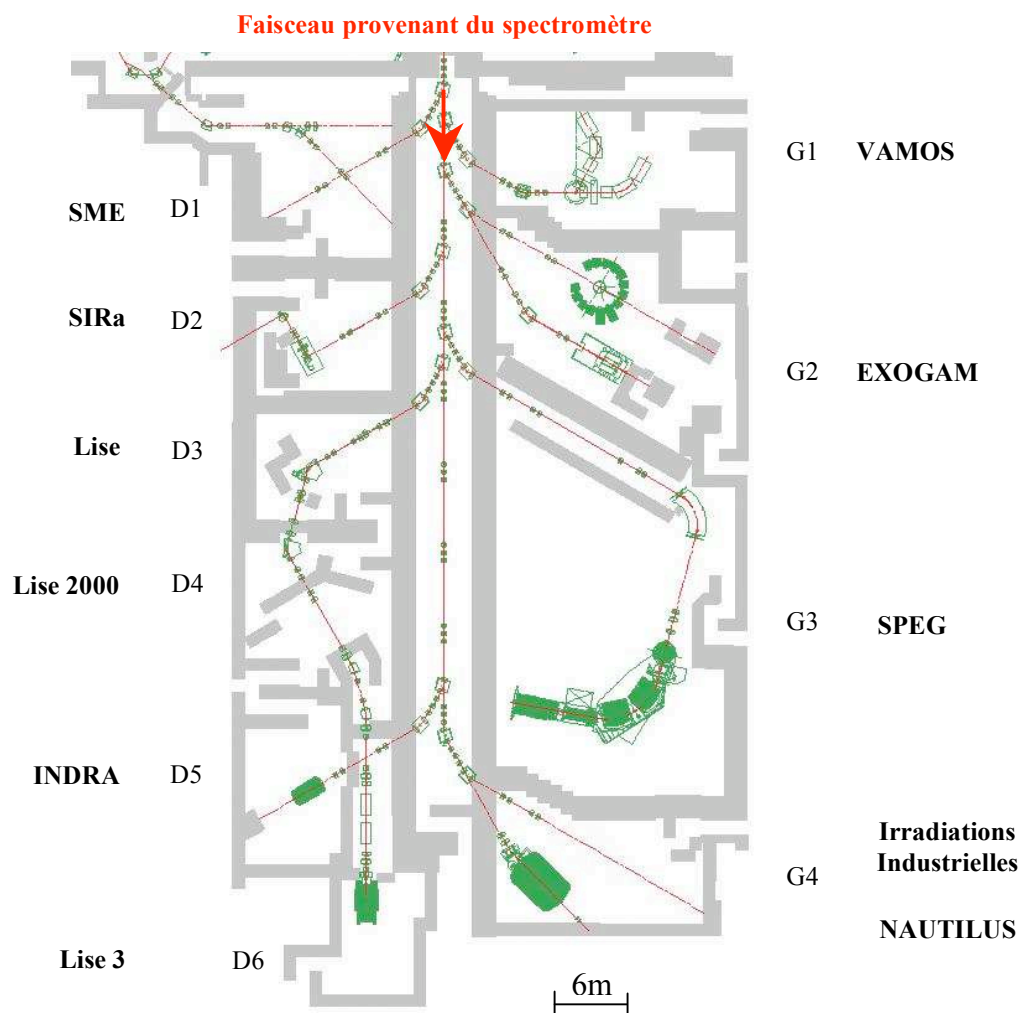 Faisceau provenant du spectromètre
G1 VAMOS
SME D1
SIRa D2
G2 EXOGAM
Lise D3
Lise 2000 D4
G3 SPEG
INDRA D5
Irradiations
Industrielles
G4
NAUTILUS
Lise 3 D6
6m